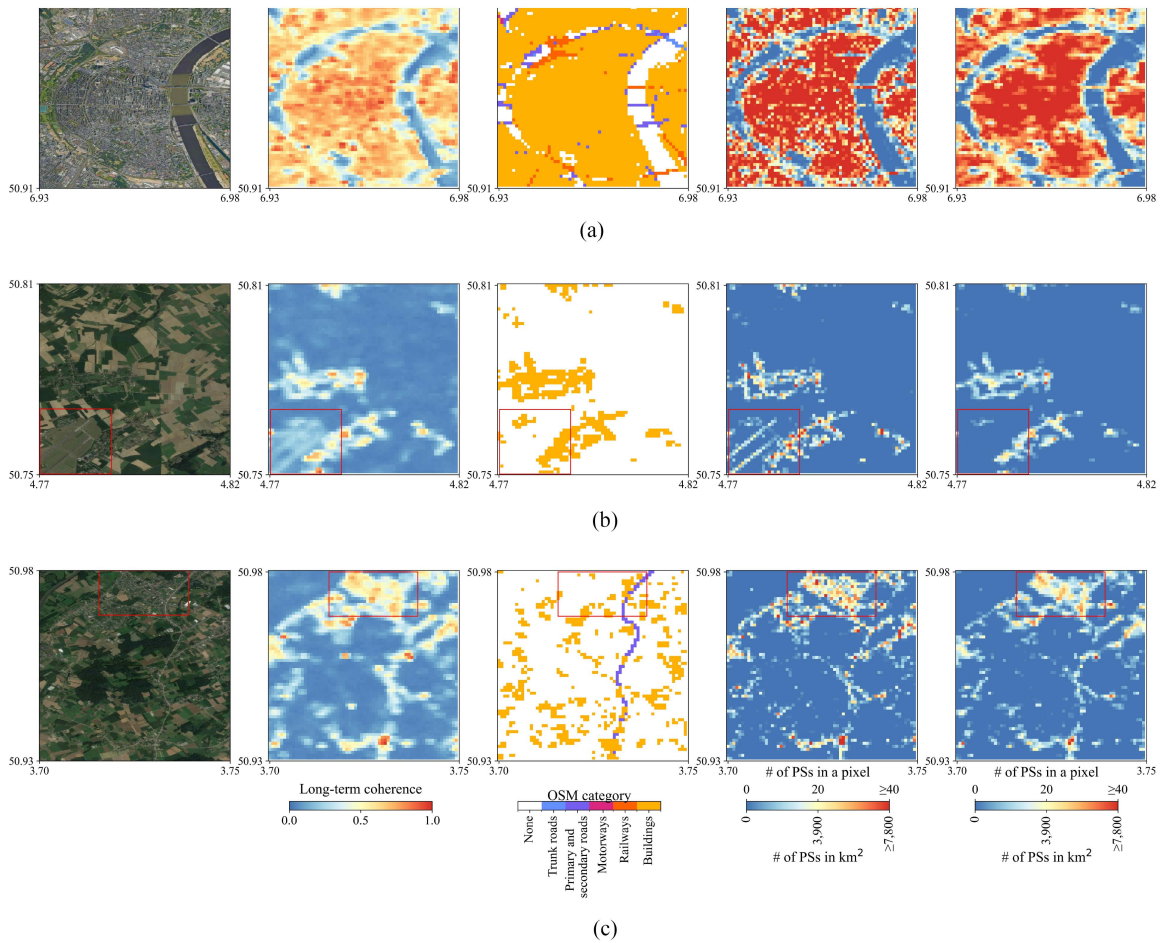 50.91
6.93 6.98 6.93 6.98 6.93 6.98 6.93 6.98 6.93 6.98
(a)
50.81 50.81 50.81 50.81 50.81
50.75 50.75 50.75 50.75 50.75
4.77 4.82 4.77 4.82 4.77 4.82 4.77 4.82 4.77 4.82
(b)
50.98 50.98 50.98 50.98 50.98
50.93 50.93 50.93 50.93 50.93
3.70 3.75 3.70 3.75 3.70 3.75 3.70 3.75 3.70 3.75
Long-term coherence
0.0 0.5 1.0
OSM category
None
Trunk roads
Primary and
secondary roads
Motorways
Railways
Buildings
# of PSs in a pixel
0 20 ≥40
0 3,900 ≥7,800
# of PSs in km²
# of PSs in a pixel
0 20 ≥40
0 3,900 ≥7,800
# of PSs in km²
(c)